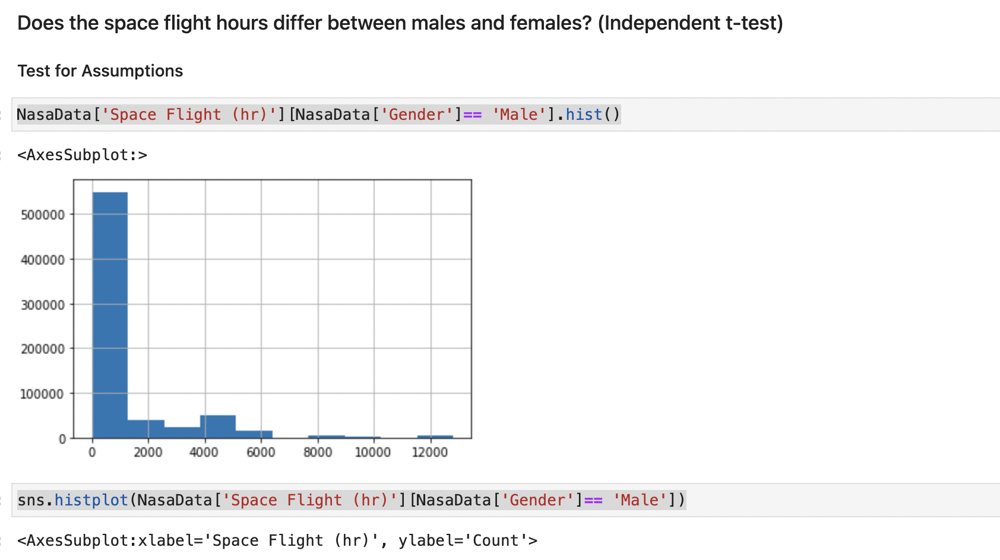 Does the space flight hours differ between males and females? (Independent t-test)
Test for Assumptions
NasaData['Space Flight (hr)'][NasaData['Gender']== 'Male'].hist()
<AxesSubplot:>
500000
400000
300000
200000
100000
0
0 2000 4000 6000 8000 10000 12000
sns.histplot(NasaData['Space Flight (hr)'][NasaData['Gender']== 'Male'])
<AxesSubplot:xlabel='Space Flight (hr)', ylabel='Count'>